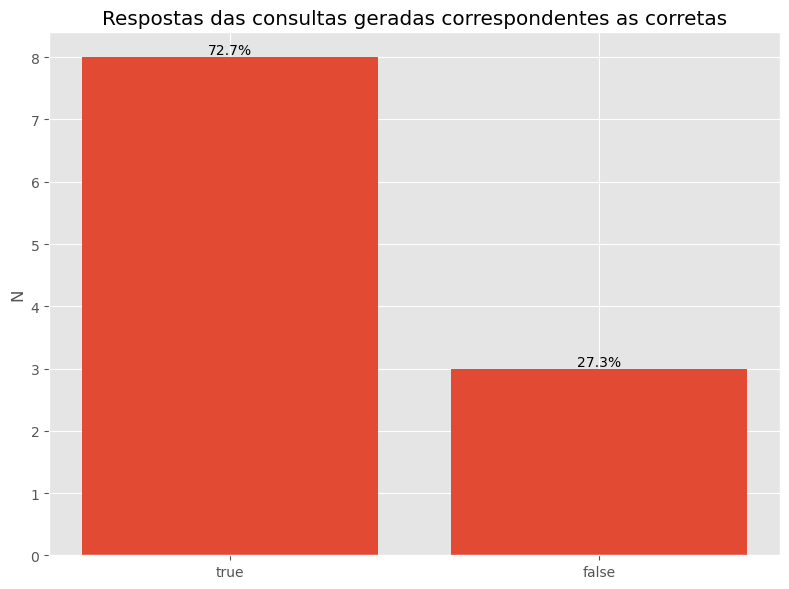 Respostas das consultas geradas correspondentes as corretas
72.7%
27.3%
8
7
6
5
4
3
2
1
0
N
true
false